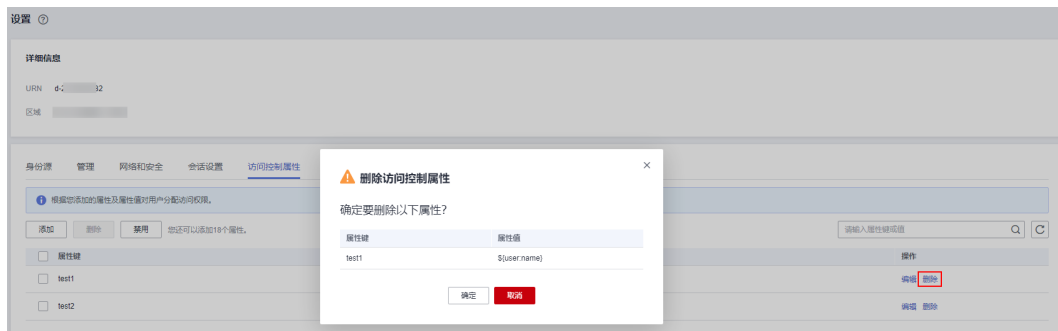 设置
详细信息
URN d-2 32
区域
身份源 管理 网络和安全 会话设置 访问控制属性
根据您添加的属性及属性值对用户分配访问权限。
添加 删除 禁用 您还可以添加18个属性。 请输入属性键或值
属性键 操作
test1 编辑 删除
test2 编辑 删除
删除访问控制属性
确定要删除以下属性？
属性键 属性值
test1 ${user:name}
确定 取消